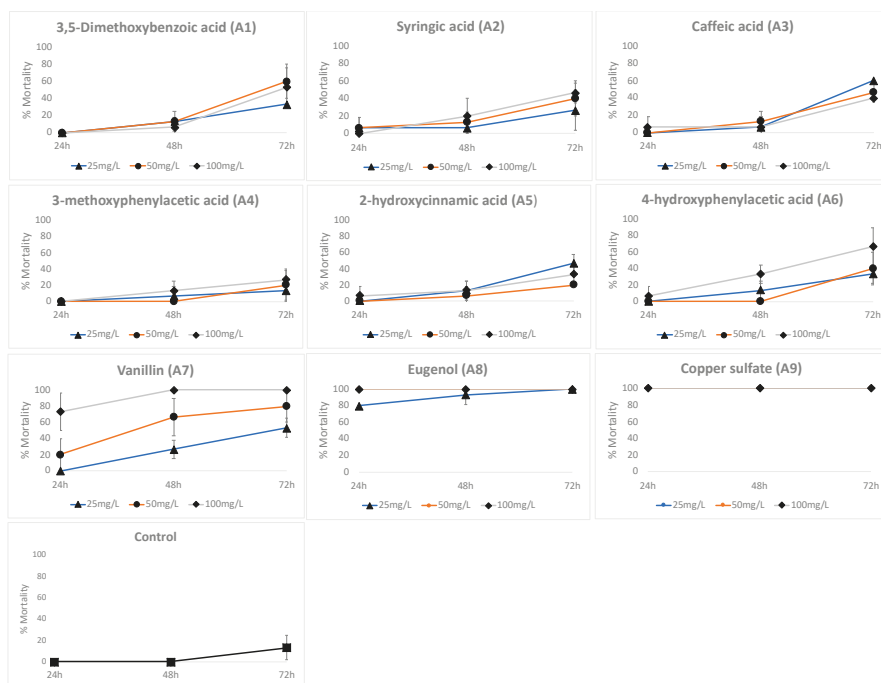 3,5-Dimethoxybenzoic acid (A1)
% Mortality
100
80
60
40
20
0
24h 48h 72h
25mg/L 50mg/L 100mg/L
Syringic acid (A2)
% Mortality
100
80
60
40
20
0
24h 48h 72h
25mg/L 50mg/L 100mg/L
Caffeic acid (A3)
% Mortality
100
80
60
40
20
0
24h 48h 72h
25mg/L 50mg/L 100mg/L
3-methoxyphenylacetic acid (A4)
% Mortality
100
80
60
40
20
0
24h 48h 72h
25mg/L 50mg/L 100mg/L
2-hydroxycinnamic acid (A5)
% Mortality
100
80
60
40
20
0
24h 48h 72h
25mg/L 50mg/L 100mg/L
4-hydroxyphenylacetic acid (A6)
% Mortality
100
80
60
40
20
0
24h 48h 72h
25mg/L 50mg/L 100mg/L
Vanillin (A7)
% Mortality
100
80
60
40
20
0
24h 48h 72h
25mg/L 50mg/L 100mg/L
Eugenol (A8)
% Mortality
100
80
60
40
20
0
24h 48h 72h
25mg/L 50mg/L 100mg/L
Copper sulfate (A9)
% Mortality
100
80
60
40
20
0
24h 48h 72h
25mg/L 50mg/L 100mg/L
Control
% Mortality
100
80
60
40
20
0
24h 48h 72h